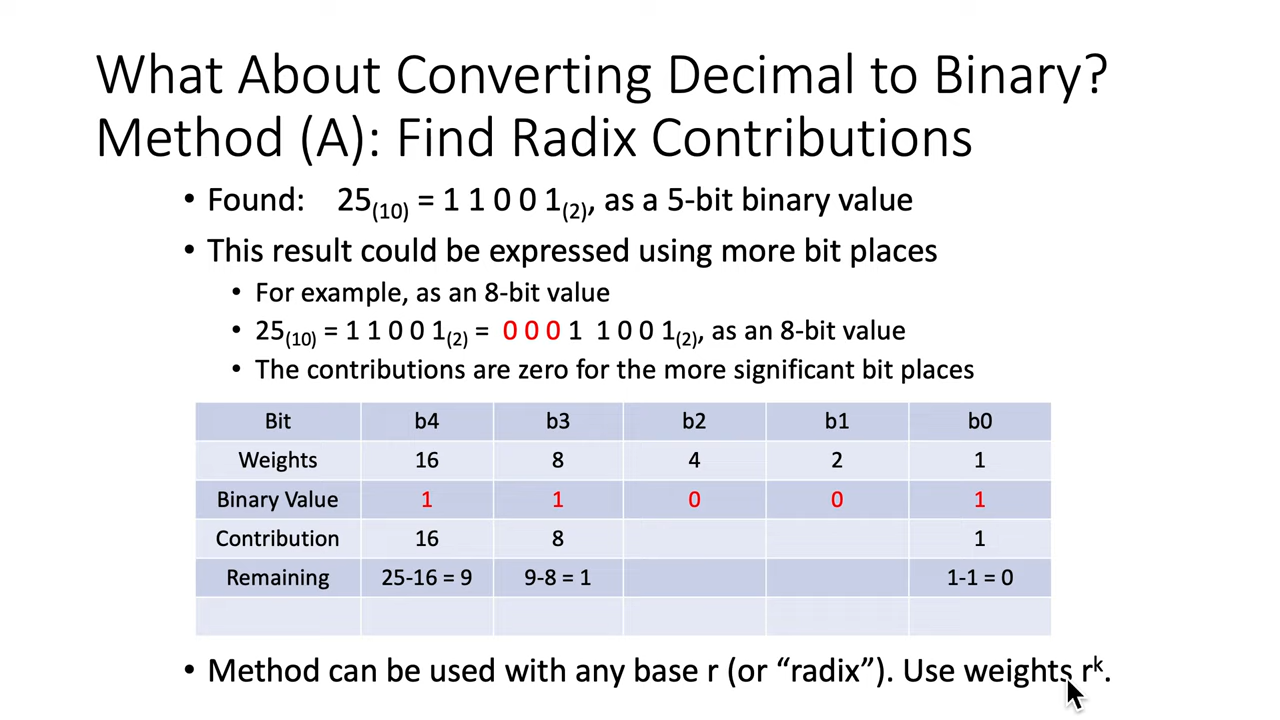 What About Converting Decimal to Binary?
Method (A): Find Radix Contributions
• Found: 25(10) = 1 1 0 0 1(2), as a 5-bit binary value
• This result could be expressed using more bit places
• For example, as an 8-bit value
• 25(10) = 1 1 0 0 1(2) = 0 0 0 1 1 0 0 1(2), as an 8-bit value
• The contributions are zero for the more significant bit places
Bit b4 b3 b2 b1 b0
Weights 16 8 4 2 1
Binary Value 1 1 0 0 1
Contribution 16 8 1
Remaining 25-16 = 9 9-8 = 1 1-1 = 0
• Method can be used with any base r (or “radix”). Use weights r^k.